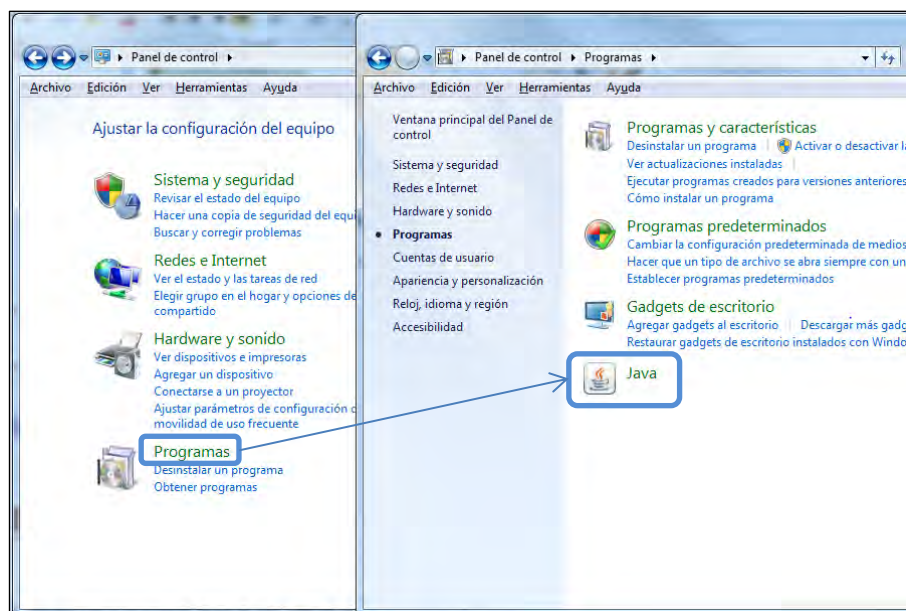 Panel de control
Archivo Edición Ver Herramientas Ayuda
Ajustar la configuración del equipo
Sistema y seguridad
Revisar el estado del equipo
Hacer una copia de seguridad del equi
Buscar y corregir problemas
Redes e Internet
Ver el estado y las tareas de red
Elegir grupo en el hogar y opciones de
compartido
Hardware y sonido
Ver dispositivos e impresoras
Agregar un dispositivo
Conectarse a un proyector
Ajustar parámetros de configuración
movilidad de uso frecuente
Programas
Desinstalar un programa
Obtener programas
Panel de control Programas
Archivo Edición Ver Herramientas Ayuda
Ventana principal del Panel de
control
Sistema y seguridad
Redes e Internet
Hardware y sonido
Programas
Cuentas de usuario
Apariencia y personalización
Reloj, idioma y región
Accesibilidad
Programas y características
Desinstalar un programa Activar o desactivar la
Ver actualizaciones instaladas
Ejecutar programas creados para versiones anteriores
Cómo instalar un programa
Programas predeterminados
Cambiar la configuración predeterminada de medios
Hacer que un tipo de archivo se abra siempre con un
Establecer programas predeterminados
Gadgets de escritorio
Agregar gadgets al escritorio Descargar más gadg
Restaurar gadgets de escritorio instalados con Windo
Java